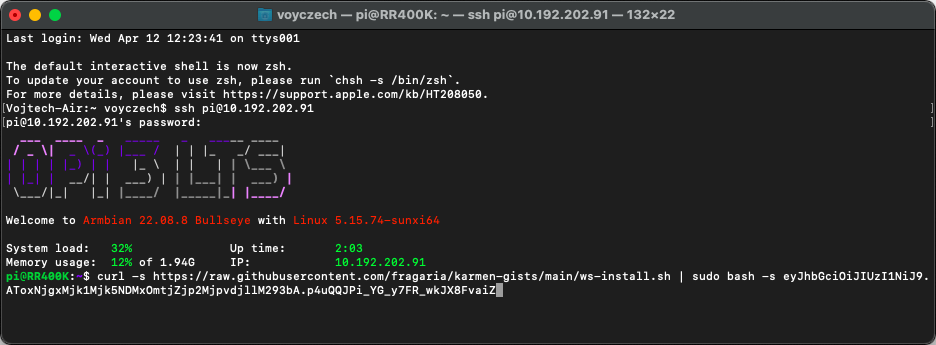 voyczech — pi@RR400K: ~ — ssh pi@10.192.202.91 — 132×22
Last login: Wed Apr 12 12:23:41 on ttys001
The default interactive shell is now zsh.
To update your account to use zsh, please run `chsh -s /bin/zsh`.
For more details, please visit https://support.apple.com/kb/HT208050.
[Vojtech-Air:~ voyczech$ ssh pi@10.192.202.91 ]
[pi@10.192.202.91's password: ]
OPi 3 LTS
Welcome to Armbian 22.08.8 Bullseye with Linux 5.15.74-sunxi64
System load: 32% Up time: 2:03
Memory usage: 12% of 1.94G IP: 10.192.202.91
pi@RR400K:~$ curl -s https://raw.githubusercontent.com/fragaria/karmen-gists/main/ws-install.sh | sudo bash -s eyJhbGciOiJIUzI1NiJ9.
AToxNjgxMjk1Mjk5NDMxOmtjZjp2MjpvdjllM293bA.p4uQQJPi_YG_y7FR_wkJX8FvaiZ